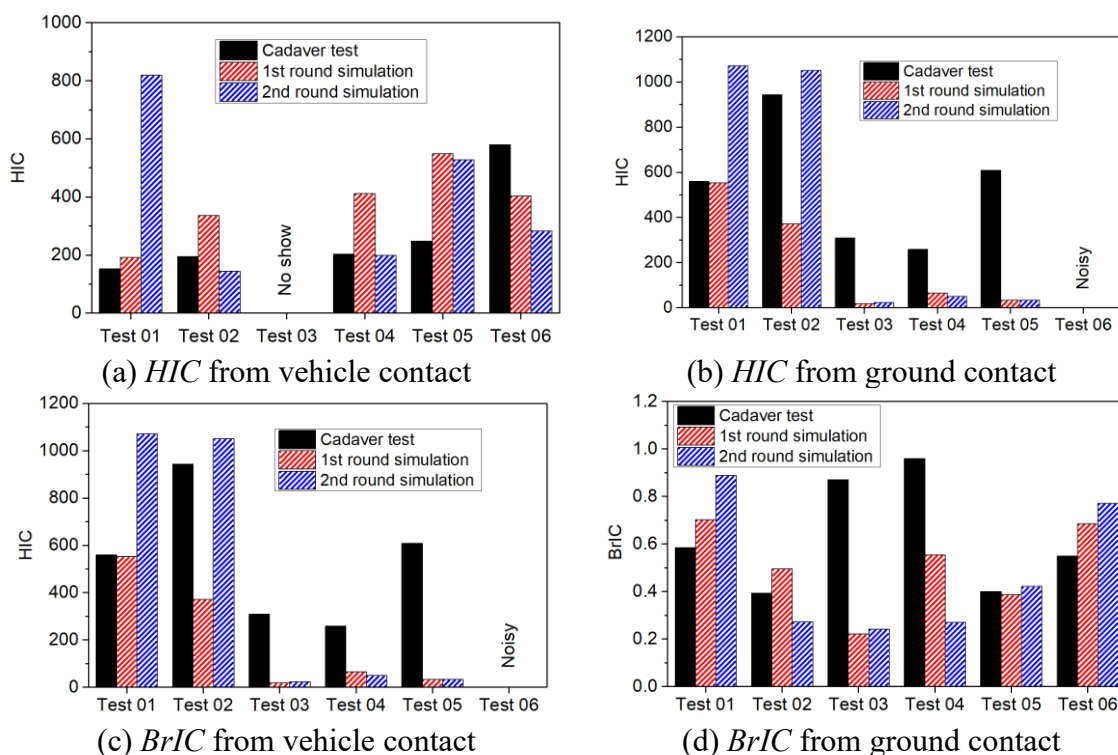 1000
800
600
400
200
0
HIC
Cadaver test
1st round simulation
2nd round simulation
No show
Test 01 Test 02 Test 03 Test 04 Test 05 Test 06
(a) HIC from vehicle contact
1200
1000
800
600
400
200
0
HIC
Cadaver test
1st round simulation
2nd round simulation
Noisy
Test 01 Test 02 Test 03 Test 04 Test 05 Test 06
(b) HIC from ground contact
1200
1000
800
600
400
200
0
HIC
Cadaver test
1st round simulation
2nd round simulation
Noisy
Test 01 Test 02 Test 03 Test 04 Test 05 Test 06
(c) BrIC from vehicle contact
1.2
1.0
0.8
0.6
0.4
0.2
0.0
BrIC
Cadaver test
1st round simulation
2nd round simulation
Test 01 Test 02 Test 03 Test 04 Test 05 Test 06
(d) BrIC from ground contact